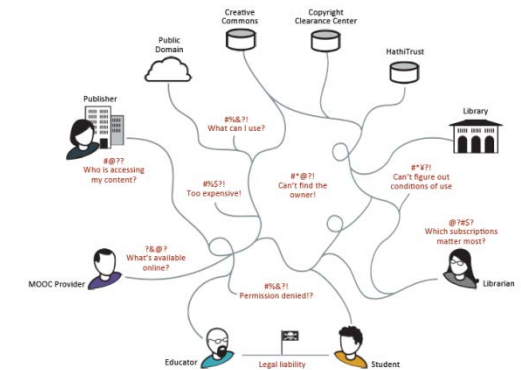 Creative
Commons
Copyright
Clearance Center
Public
Domain
HathiTrust
Publisher
Library
#%&?!
What can I use?
#@??
Who is accessing
my content?
#*@?!
Can't find the
owner!
#*¥?!
Can't figure out
conditions of use
#%$?!
Too expensive!
@?#$?
Which subscriptions
matter most?
?&@?
What's available
online?
MOOC Provider
Librarian
#%&?!
Permission denied!?
Educator
Legal liability
Student